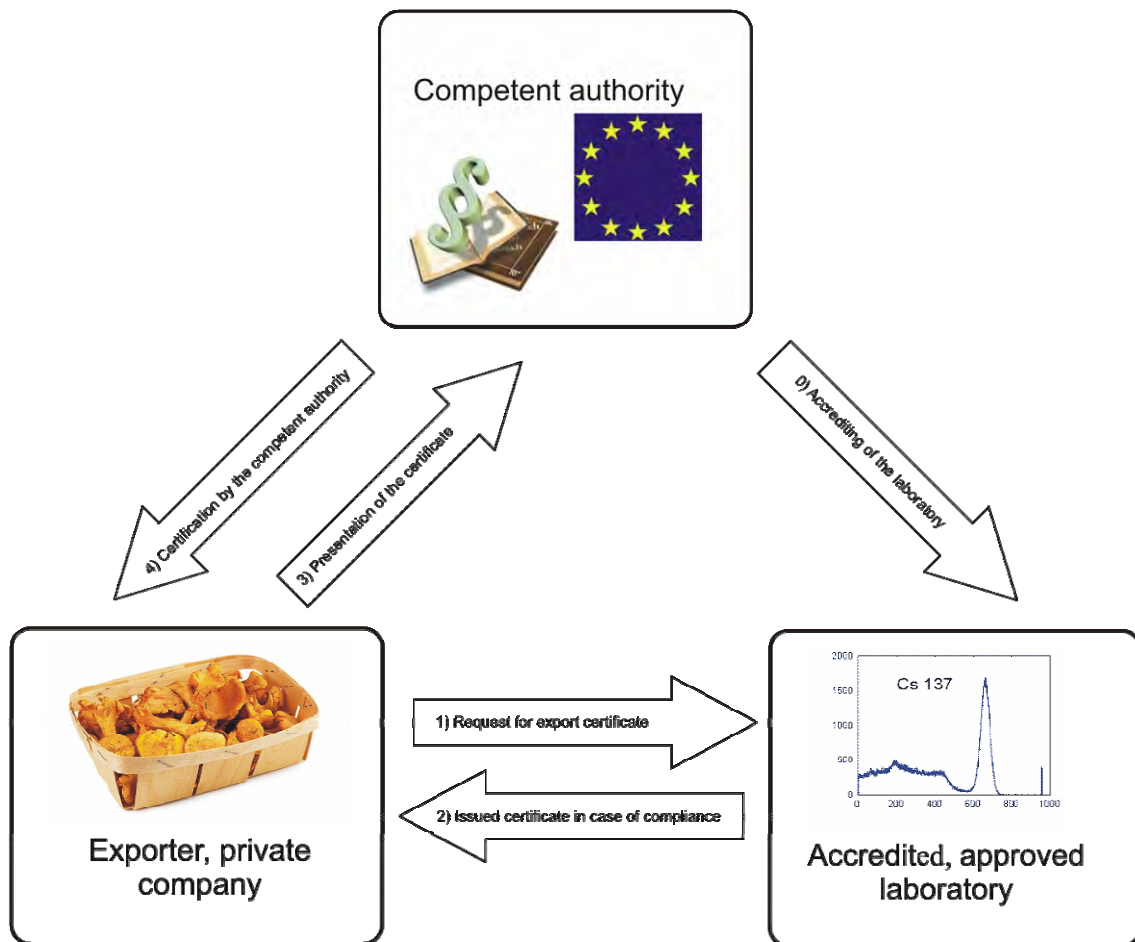 Competent authority
4) Certification by the competent authority
3) Presentation of the certificate
0) Accrediting of the laboratory
1) Request for export certificate
2) Issued certificate in case of compliance
Exporter, private
company
2000
1500
1000
500
0
Cs 137
0
200
400
600
800
1000
Accredited, approved
laboratory